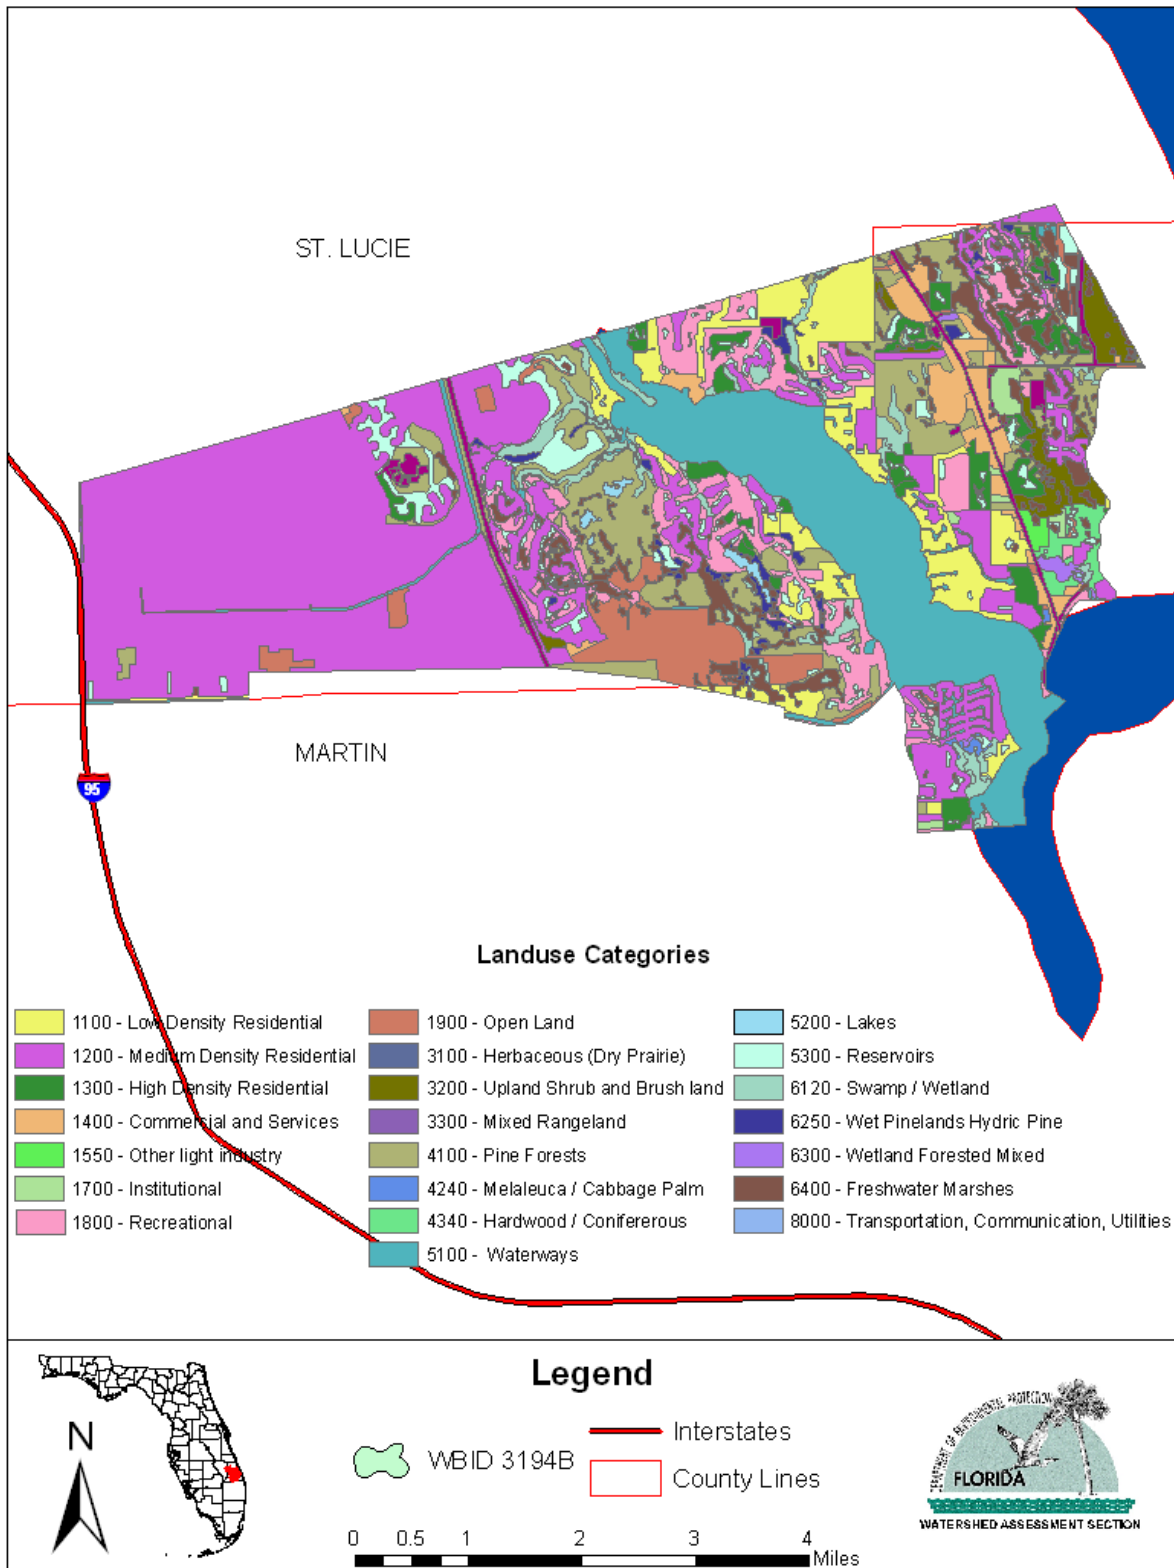 ST. LUCIE
MARTIN
95
Landuse Categories
1100 - Low Density Residential
1200 - Medium Density Residential
1300 - High Density Residential
1400 - Commercial and Services
1550 - Other light industry
1700 - Institutional
1800 - Recreational
1900 - Open Land
3100 - Herbaceous (Dry Prairie)
3200 - Upland Shrub and Brush land
3300 - Mixed Rangeland
4100 - Pine Forests
4240 - Melaleuca / Cabbage Palm
4340 - Hardwood / Conifererous
5100 - Waterways
5200 - Lakes
5300 - Reservoirs
6120 - Swamp / Wetland
6250 - Wet Pinelands Hydric Pine
6300 - Wetland Forested Mixed
6400 - Freshwater Marshes
8000 - Transportation, Communication, Utilities
N
Legend
WBID 3194B
Interstates
County Lines
0 0.5 1 2 3 4
Miles
DEPARTMENT OF ENVIRONMENTAL PROTECTION
FLORIDA
WATERSHED ASSESSMENT SECTION